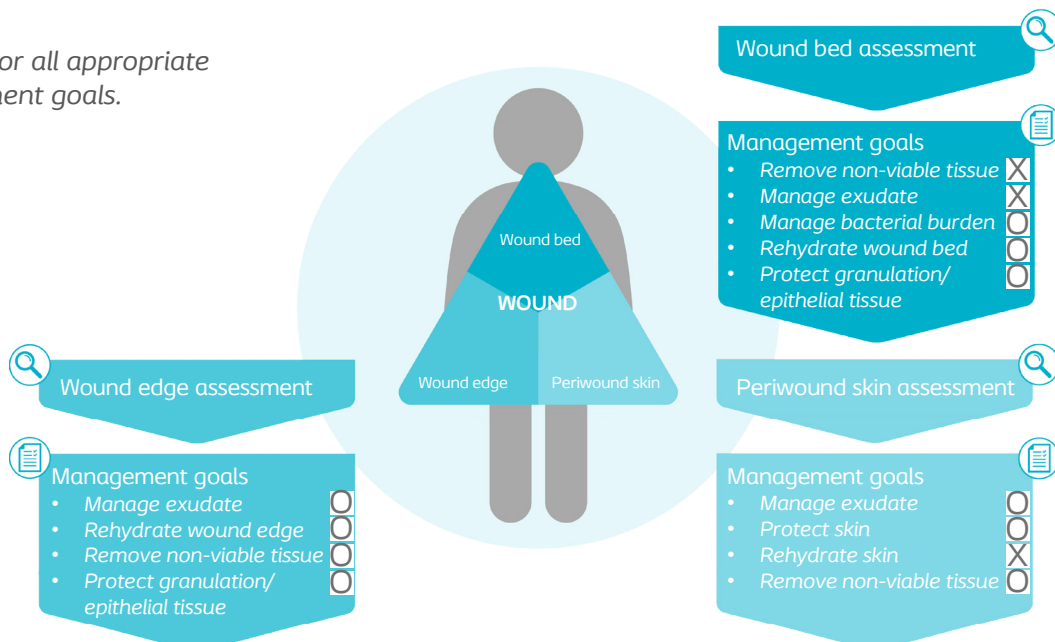 or all appropriate
ent goals.
Wound bed assessment
Management goals
• Remove non-viable tissue X
• Manage exudate X
• Manage bacterial burden O
• Rehydrate wound bed O
• Protect granulation/ O
epithelial tissue
Wound bed
WOUND
Wound edge
Periwound skin
Wound edge assessment
Management goals
• Manage exudate O
• Rehydrate wound edge O
• Remove non-viable tissue O
• Protect granulation/ O
epithelial tissue
Periwound skin assessment
Management goals
• Manage exudate O
• Protect skin O
• Rehydrate skin X
• Remove non-viable tissue O